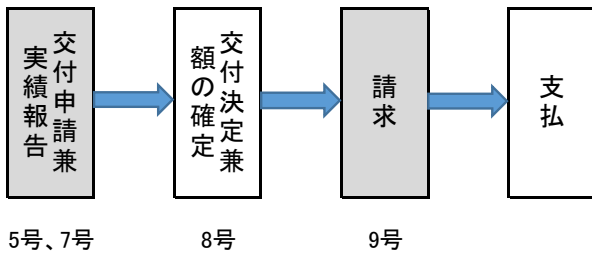 交付申請兼
実績報告
交付決定兼
額の確定
請求
支払
5号、7号
8号
9号